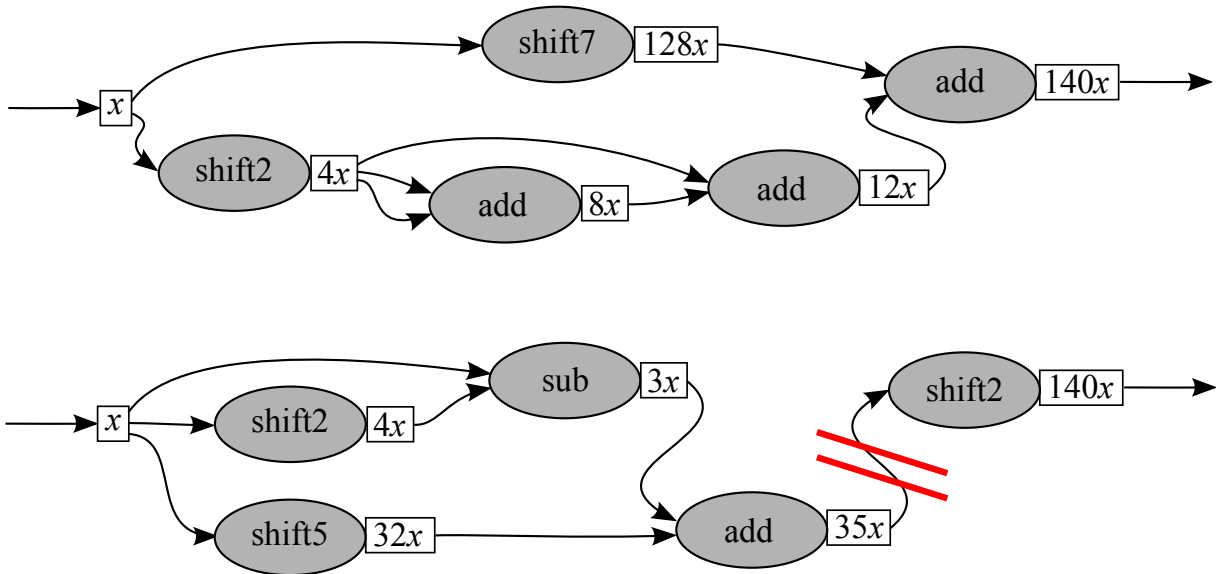 shift7 128x
x
add 140x
shift2 4x
add 8x
add 12x
sub 3x
x
shift2 4x
shift2 140x
shift5 32x
add 35x